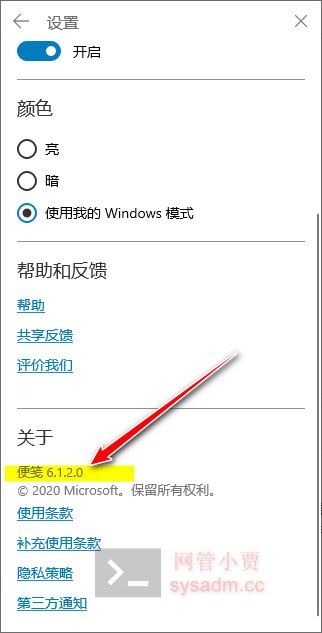 设置
开启
颜色
亮
暗
使用我的 Windows 模式
帮助和反馈
帮助
共享反馈
评价我们
关于
便笺 6.1.2.0
© 2020 Microsoft。保留所有权利。
使用条款
补充使用条款
隐私策略
第三方通知
网管小贾
sysadm.cc